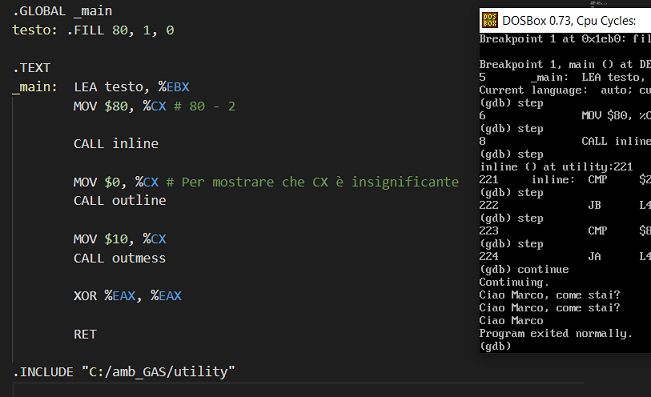 .GLOBAL _main
testo: .FILL 80, 1, 0
.TEXT
_main: LEA testo, %EBX
MOV $80, %CX # 80 - 2
CALL inline
MOV $0, %CX # Per mostrare che CX è insignificante
CALL outline
MOV $10, %CX
CALL outmess
XOR %EAX, %EAX
RET
.INCLUDE "C:/amb_GAS/utility"
DOSBox 0.73, Cpu Cycles:
Breakpoint 1 at 0x1eb0: fil
Breakpoint 1, main () at DE
5 _main: LEA testo,
Current language: auto; cu
(gdb) step
6 MOV $80, %C
(gdb) step
8 CALL inline
(gdb) step
inline () at utility:221
221 inline: CMP $2
(gdb) step
222 JB L4
(gdb) step
223 CMP $8
(gdb) step
224 JA L4
(gdb) continue
Continuing.
Ciao Marco, come stai?
Ciao Marco, come stai?
Ciao Marco
Program exited normally.
(gdb)